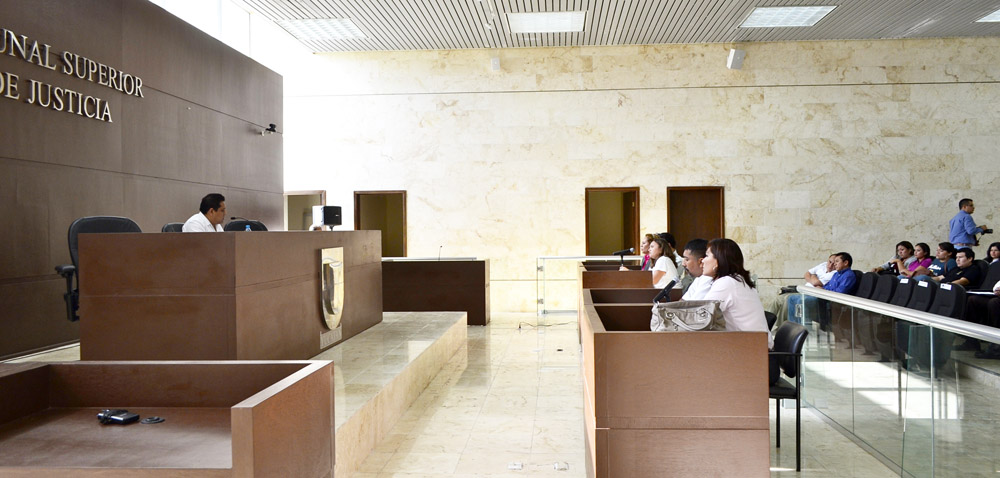 UNAL SUPERIOR
DE JUSTICIA